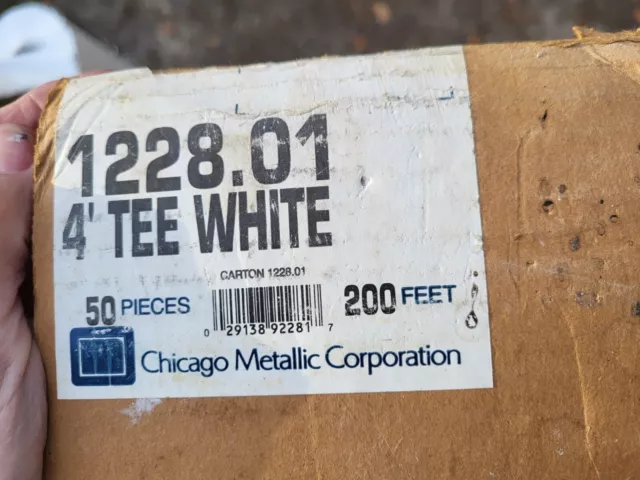 1228.01
4' TEE WHITE
CARTON 1228.01
50 PIECES
200 FEET
0 29138 92281 7
Chicago Metallic Corporation